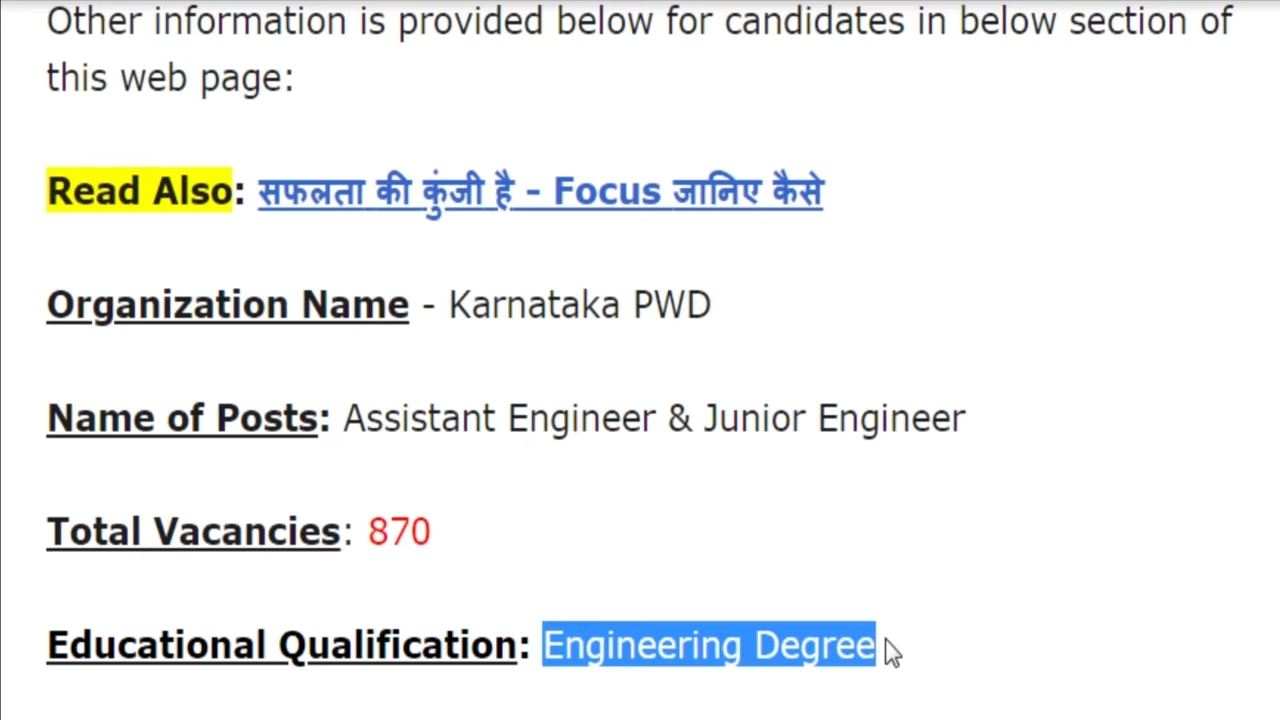 Other information is provided below for candidates in below section of
this web page:
Read Also: सफलता की कुंजी है - Focus जानिए कैसे
Organization Name - Karnataka PWD
Name of Posts: Assistant Engineer & Junior Engineer
Total Vacancies: 870
Educational Qualification: Engineering Degree